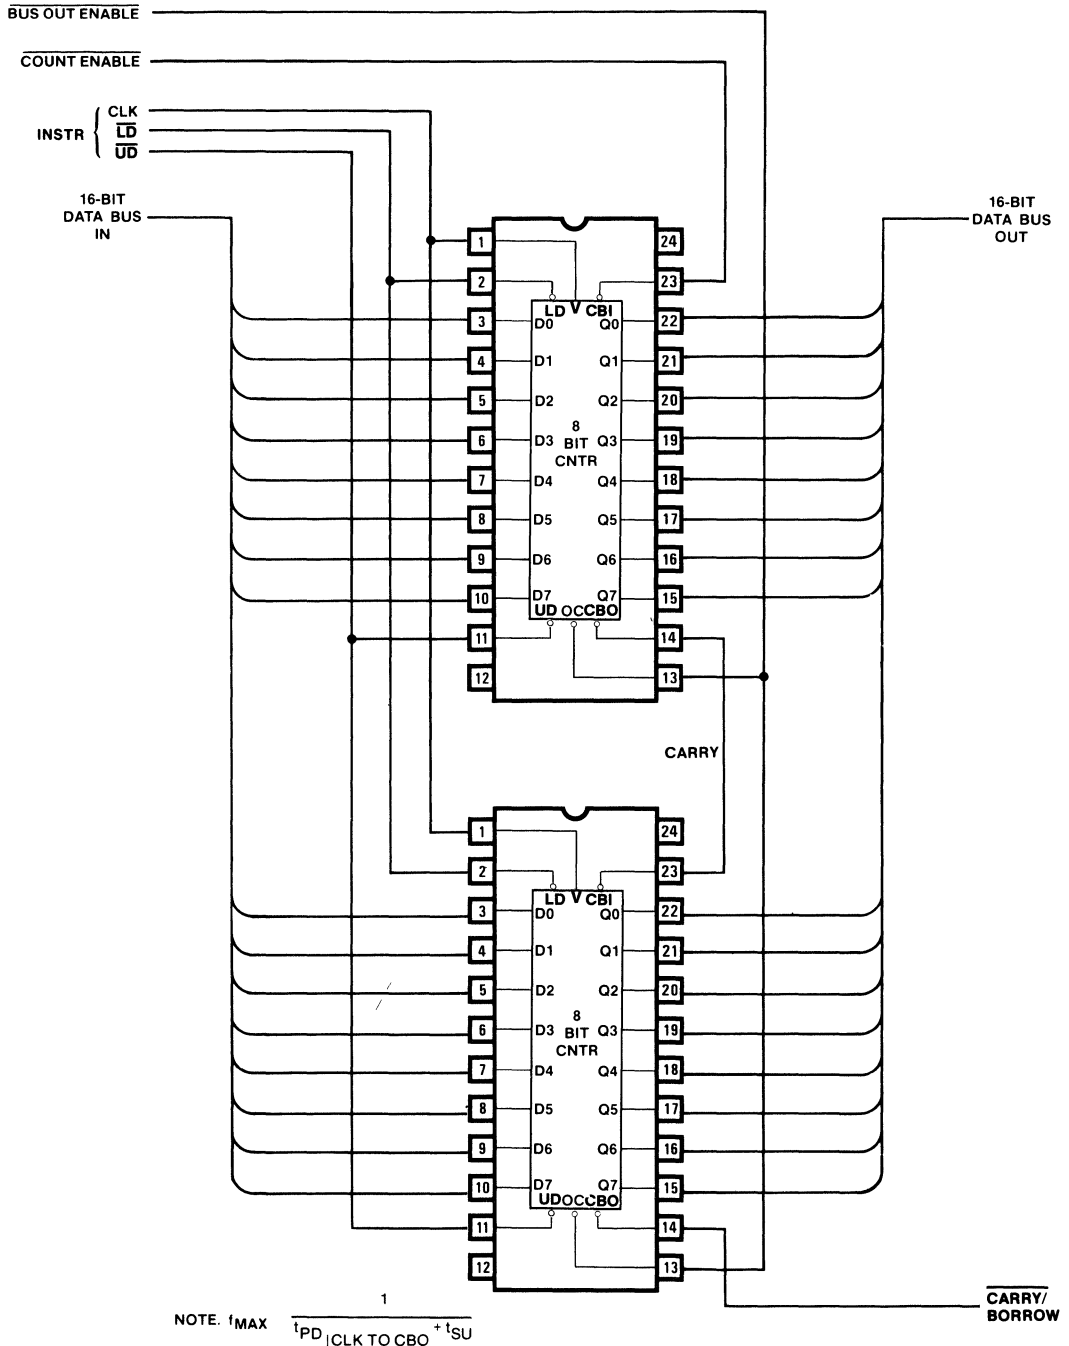 BUS OUT ENABLE
COUNT ENABLE
INSTR { CLK
LD
UD
16-BIT
DATA BUS
IN
16-BIT
DATA BUS
OUT
1 24
2 23
LD V CBI
3 D0 Q0 22
4 D1 Q1 21
5 D2 Q2 20
8
BIT
CNTR
6 D3 Q3 19
7 D4 Q4 18
8 D5 Q5 17
9 D6 Q6 16
10 D7 Q7 15
UD OC CBO
11 14
12 13
CARRY
1 24
2 23
LD V CBI
3 D0 Q0 22
4 D1 Q1 21
5 D2 Q2 20
8
BIT
CNTR
6 D3 Q3 19
7 D4 Q4 18
8 D5 Q5 17
9 D6 Q6 16
10 D7 Q7 15
UD OC CBO
11 14
12 13
CARRY/
BORROW
NOTE. fMAX 1
tPD |CLK TO CBO + tSU